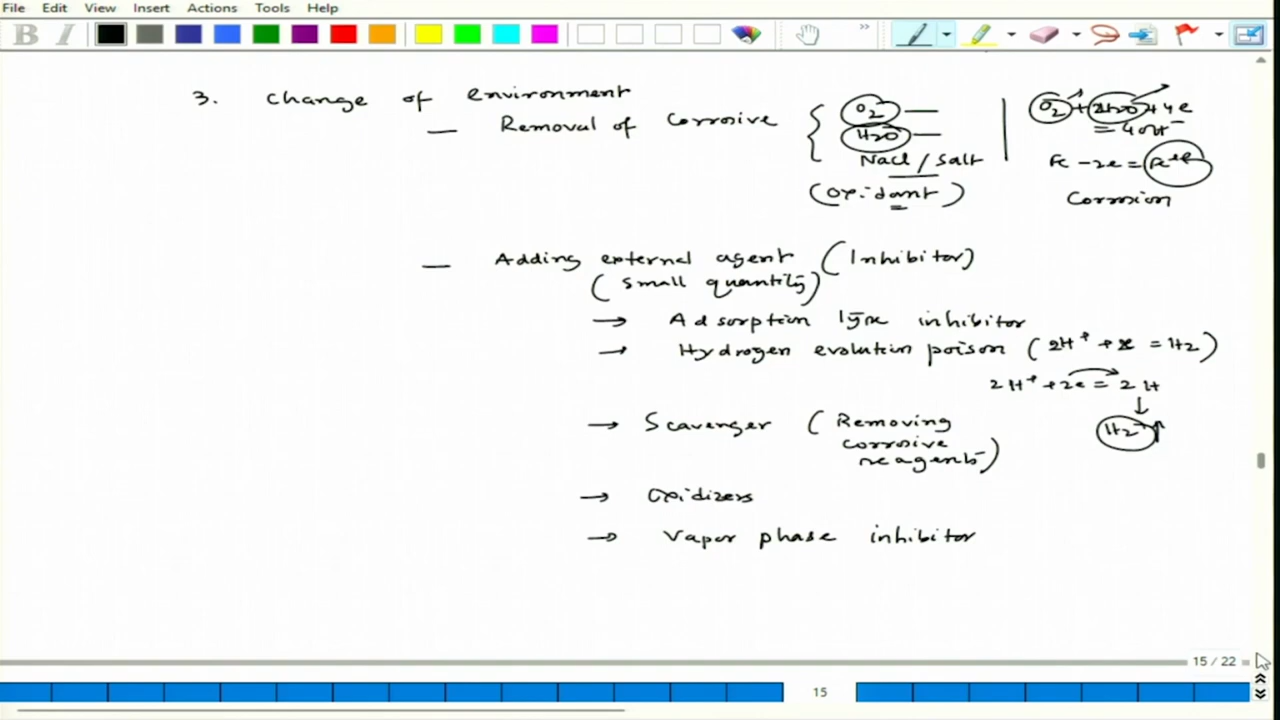 File Edit View Insert Actions Tools Help
B I
3. Change of environment
— Removal of Corrosive { O2 —
H2O —
NaCl / Salt
(Oxidant)
O2 + 2H2O + 4e
= 4OH⁻
Fe - 2e = Fe⁺²
Corrosion
— Adding external agent (Inhibitor)
(Small quantity)
→ Adsorption type inhibitor
→ Hydrogen evolution poison (2H⁺ + 2e = H2)
2H⁺ + 2e = 2H
↓
H2 ↑
→ Scavenger (Removing
corrosive
reagents)
→ Oxidizers
→ Vapor phase inhibitor
15 / 22
15